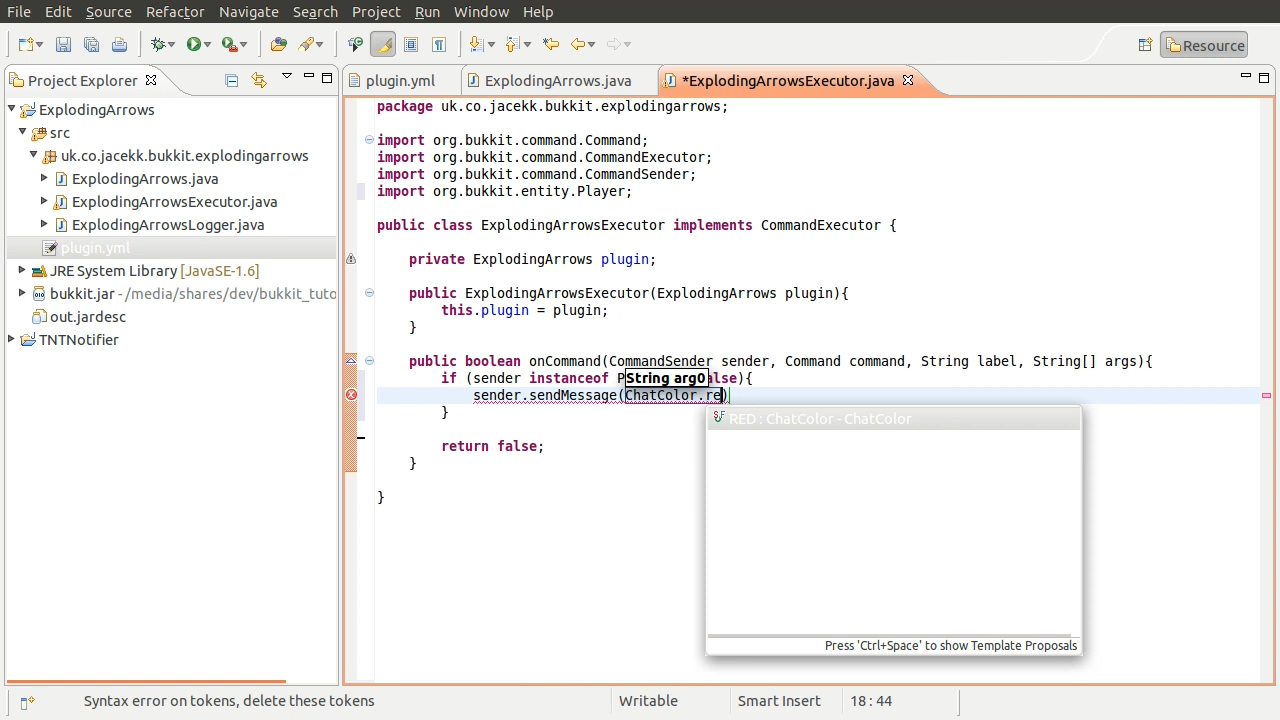 File Edit Source Refactor Navigate Search Project Run Window Help
Resource
Project Explorer
plugin.yml
ExplodingArrows.java
*ExplodingArrowsExecutor.java
ExplodingArrows
src
uk.co.jacekk.bukkit.explodingarrows
ExplodingArrows.java
ExplodingArrowsExecutor.java
ExplodingArrowsLogger.java
plugin.yml
JRE System Library [JavaSE-1.6]
bukkit.jar - /media/shares/dev/bukkit_tuto
out.jardesc
TNTNotifier
package uk.co.jacekk.bukkit.explodingarrows;
import org.bukkit.command.Command;
import org.bukkit.command.CommandExecutor;
import org.bukkit.command.CommandSender;
import org.bukkit.entity.Player;
public class ExplodingArrowsExecutor implements CommandExecutor {
private ExplodingArrows plugin;
public ExplodingArrowsExecutor(ExplodingArrows plugin){
this.plugin = plugin;
}
public boolean onCommand(CommandSender sender, Command command, String label, String[] args){
if (sender instanceof P String arg0 alse){
sender.sendMessage(ChatColor.re)
}
return false;
}
}
RED : ChatColor - ChatColor
Press 'Ctrl+Space' to show Template Proposals
Syntax error on tokens, delete these tokens
Writable
Smart Insert
18 : 44